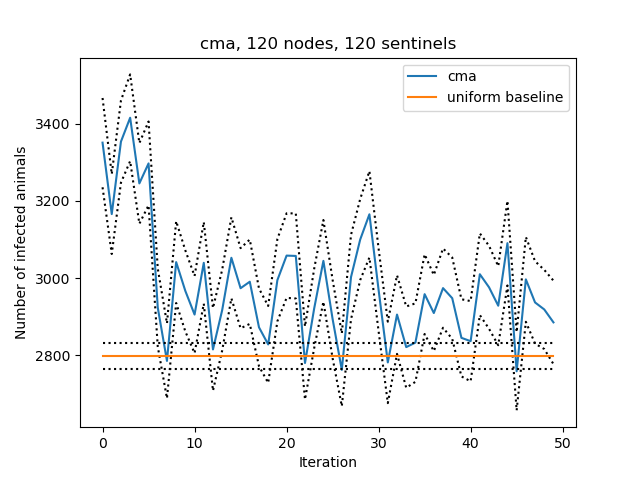 cma, 120 nodes, 120 sentinels
cma
uniform baseline
Number of infected animals
3400
3200
3000
2800
0 10 20 30 40 50
Iteration